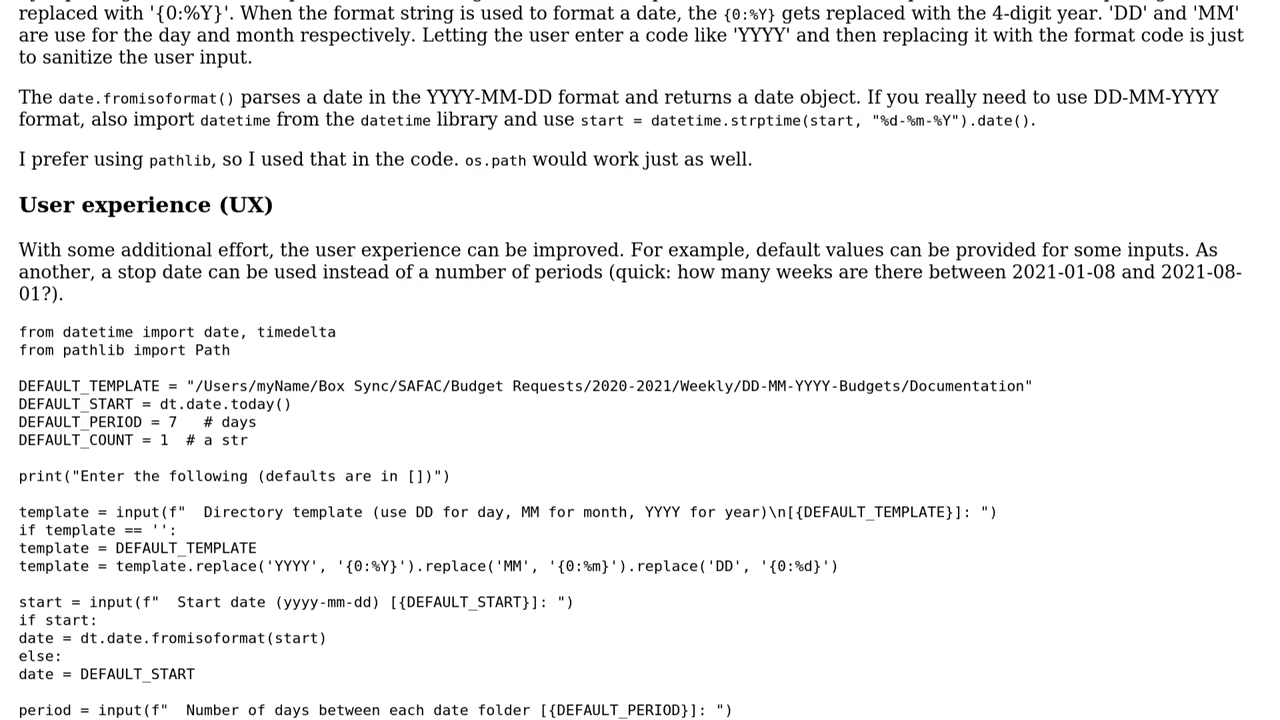 replaced with '{0:%Y}'. When the format string is used to format a date, the {0:%Y} gets replaced with the 4-digit year. 'DD' and 'MM'
are use for the day and month respectively. Letting the user enter a code like 'YYYY' and then replacing it with the format code is just
to sanitize the user input.
The date.fromisoformat() parses a date in the YYYY-MM-DD format and returns a date object. If you really need to use DD-MM-YYYY
format, also import datetime from the datetime library and use start = datetime.strptime(start, "%d-%m-%Y").date().
I prefer using pathlib, so I used that in the code. os.path would work just as well.
User experience (UX)
With some additional effort, the user experience can be improved. For example, default values can be provided for some inputs. As
another, a stop date can be used instead of a number of periods (quick: how many weeks are there between 2021-01-08 and 2021-08-
01?).
from datetime import date, timedelta
from pathlib import Path
DEFAULT_TEMPLATE = "/Users/myName/Box Sync/SAFAC/Budget Requests/2020-2021/Weekly/DD-MM-YYYY-Budgets/Documentation"
DEFAULT_START = dt.date.today()
DEFAULT_PERIOD = 7   # days
DEFAULT_COUNT = 1  # a str
print("Enter the following (defaults are in [])")
template = input(f"  Directory template (use DD for day, MM for month, YYYY for year)\n[{DEFAULT_TEMPLATE}]: ")
if template == '':
template = DEFAULT_TEMPLATE
template = template.replace('YYYY', '{0:%Y}').replace('MM', '{0:%m}').replace('DD', '{0:%d}')
start = input(f"  Start date (yyyy-mm-dd) [{DEFAULT_START}]: ")
if start:
date = dt.date.fromisoformat(start)
else:
date = DEFAULT_START
period = input(f"  Number of days between each date folder [{DEFAULT_PERIOD}]: ")